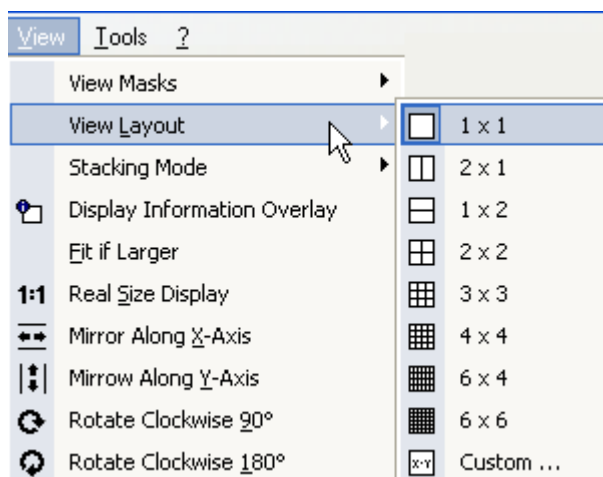 View Tools ?
View Masks
View Layout
Stacking Mode
Display Information Overlay
Fit if Larger
1:1 Real Size Display
Mirror Along X-Axis
Mirrow Along Y-Axis
Rotate Clockwise 90°
Rotate Clockwise 180°
1 x 1
2 x 1
1 x 2
2 x 2
3 x 3
4 x 4
6 x 4
6 x 6
X-Y Custom ...